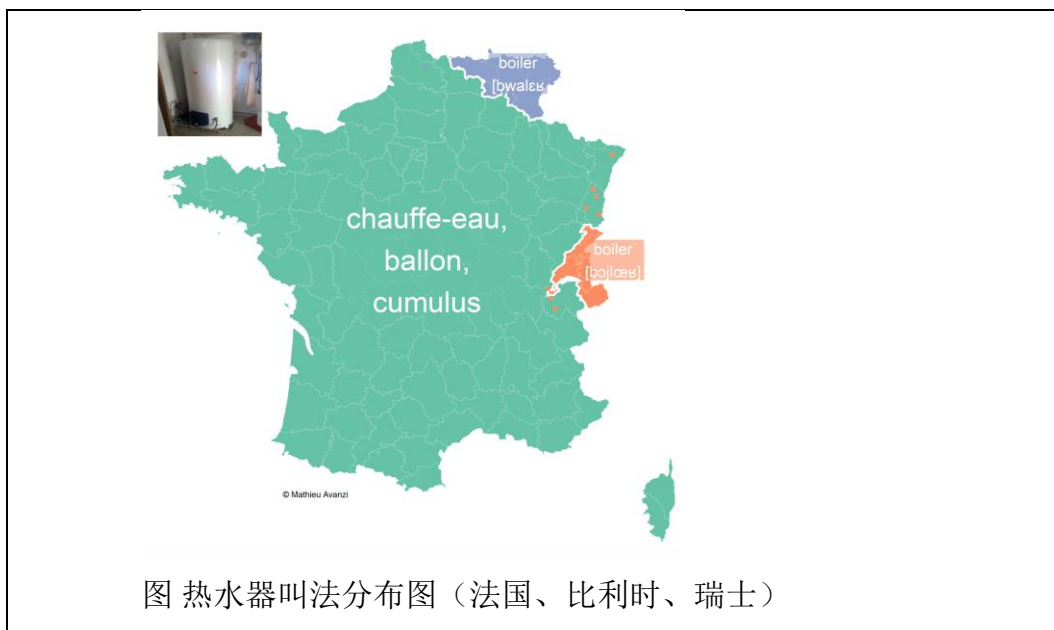 boiler
[bwalɛʁ
chauffe-eau,
ballon,
cumulus
boiler
[bɔjlœʁ]
© Mathieu Avanzi
图 热水器叫法分布图（法国、比利时、瑞士）